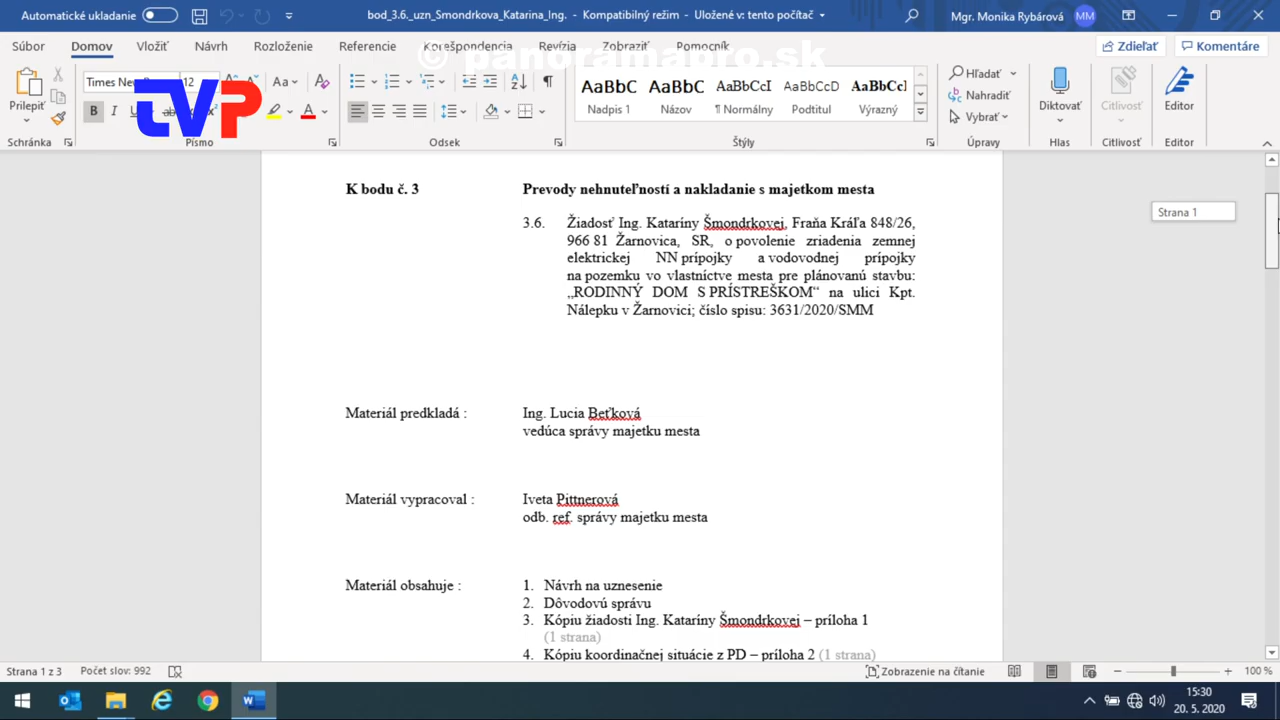 Automatické ukladanie
bod_3.6._uzn_Smondrkova_Katarina_Ing. - Kompatibilný režim - Uložené v: tento počítač
Mgr. Monika Rybárová MM
Súbor Domov Vložiť Návrh Rozloženie Referencie Korešpondencia Revízia Zobraziť Pomocník Zdieľať Komentáre
© panoramapro.sk
Times New 12 Aa
Prilepiť
tVP
B I U ab
AaBbC AaBbC AaBbCcI AaBbCcD AaBbCcI
Nadpis 1 Názov ¶ Normálny Podtitul Výrazný
Hľadať
Nahradiť
Vybrať
Diktovať Citlivosť Editor
Schránka Písmo Odsek Štýly Úpravy Hlas Citlivosť Editor
K bodu č. 3 Prevody nehnuteľností a nakladanie s majetkom mesta
Strana 1
3.6. Žiadosť Ing. Kataríny Šmondrkovej, Fraňa Kráľa 848/26,
966 81 Žarnovica, SR, o povolenie zriadenia zemnej
elektrickej NN prípojky a vodovodnej prípojky
na pozemku vo vlastníctve mesta pre plánovanú stavbu:
„RODINNÝ DOM S PRÍSTREŠKOM“ na ulici Kpt.
Nálepku v Žarnovici; číslo spisu: 3631/2020/SMM
Materiál predkladá : Ing. Lucia Beťková
vedúca správy majetku mesta
Materiál vypracoval : Iveta Pittnerová
odb. ref. správy majetku mesta
Materiál obsahuje : 1. Návrh na uznesenie
2. Dôvodovú správu
3. Kópiu žiadosti Ing. Kataríny Šmondrkovej – príloha 1
(1 strana)
4. Kópiu koordinačnej situácie z PD – príloha 2 (1 strana)
Strana 1 z 3 Počet slov: 992 Zobrazenie na čítanie 100 %
15:30
20. 5. 2020